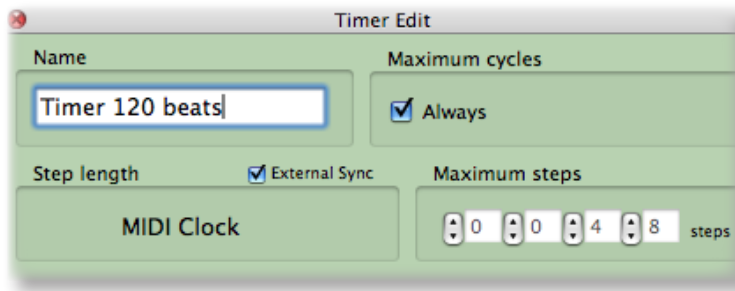 Timer Edit
Name
Maximum cycles
Timer 120 beats
Always
Step length
External Sync
Maximum steps
MIDI Clock
0 0 4 8 steps